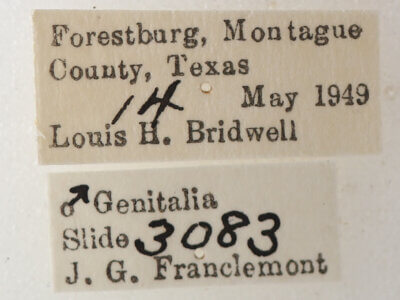 Forestburg, Montague
County, Texas
14 May 1949
Louis H. Bridwell
♂ Genitalia
Slide 3083
J. G. Franclemont